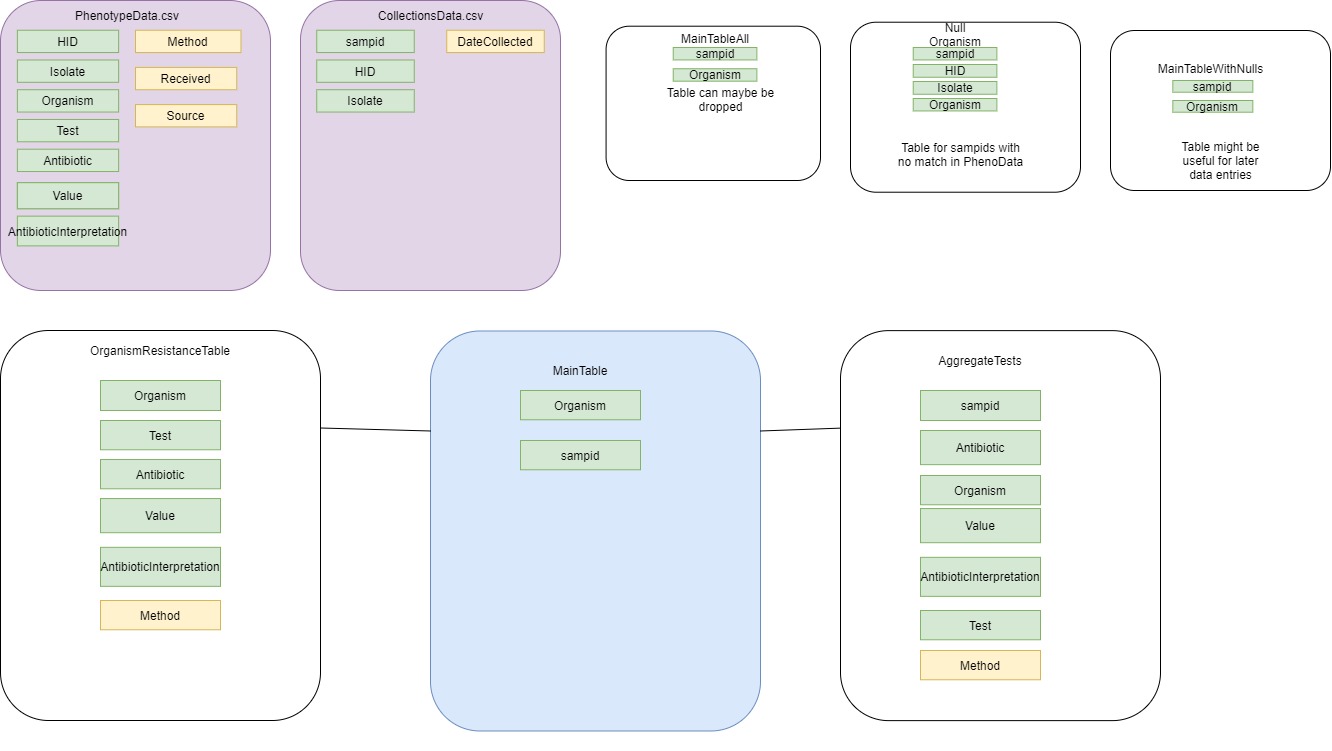 PhenotypeData.csv
HID
Isolate
Organism
Test
Antibiotic
Value
AntibioticInterpretation
Method
Received
Source
CollectionsData.csv
sampid
HID
Isolate
DateCollected
MainTableAll
sampid
Organism
Table can maybe be
dropped
Null
Organism
sampid
HID
Isolate
Organism
Table for sampids with
no match in PhenoData
MainTableWithNulls
sampid
Organism
Table might be
useful for later
data entries
OrganismResistanceTable
Organism
Test
Antibiotic
Value
AntibioticInterpretation
Method
MainTable
Organism
sampid
AggregateTests
sampid
Antibiotic
Organism
Value
AntibioticInterpretation
Test
Method